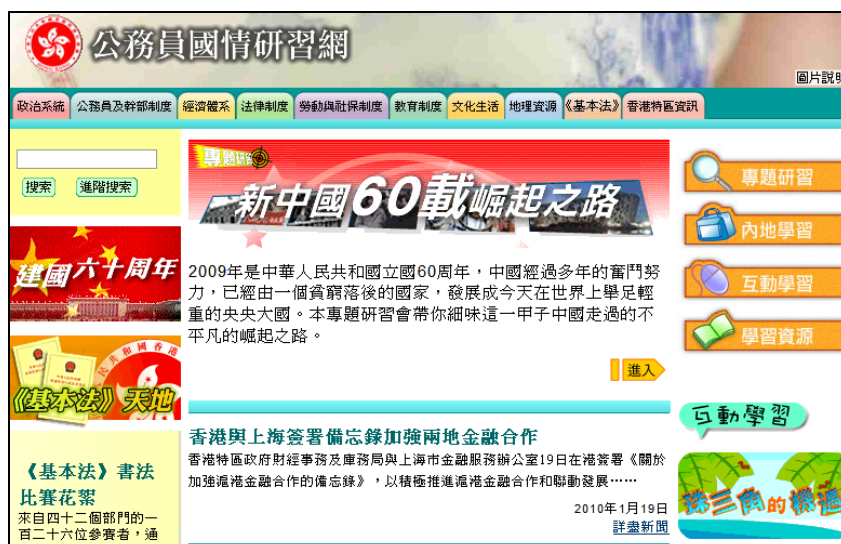 公務員國情研習網
圖片說明
政治系統 公務員及幹部制度 經濟體系 法律制度 勞動與社保制度 教育制度 文化生活 地理資源 《基本法》 香港特區資訊
搜索 進階搜索
建國六十周年
《基本法》天地
《基本法》書法
比賽花絮
來自四十二個部門的一
百二十六位參賽者，通
專題研習
新中國60載崛起之路
2009年是中華人民共和國立國60周年，中國經過多年的奮鬥努
力，已經由一個貧窮落後的國家，發展成今天在世界上舉足輕
重的央央大國。本專題研習會帶你細味這一甲子中國走過的不
平凡的崛起之路。
進入
香港與上海簽署備忘錄加強兩地金融合作
香港特區政府財經事務及庫務局與上海市金融服務辦公室19日在港簽署《關於
加強滬港金融合作的備忘錄》，以積極推進滬港金融合作和聯動發展……
2010年1月19日
詳盡新聞
專題研習
內地學習
互動學習
學習資源
互動學習
珠三角的機遇